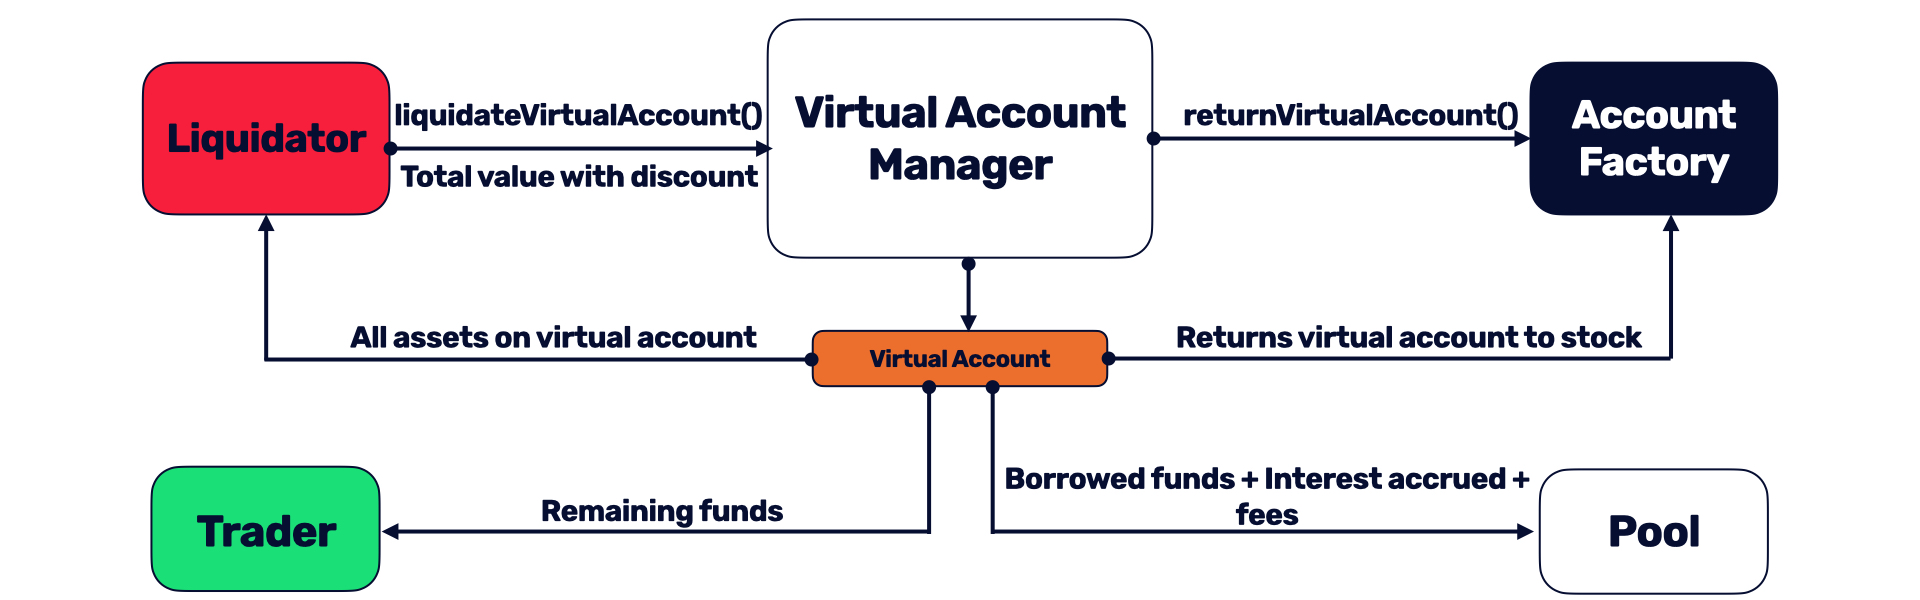 Liquidator
liquidateVirtualAccount()
Total value with discount
Virtual Account
Manager
returnVirtualAccount()
Account
Factory
All assets on virtual account
Virtual Account
Returns virtual account to stock
Trader
Remaining funds
Borrowed funds + Interest accrued +
fees
Pool